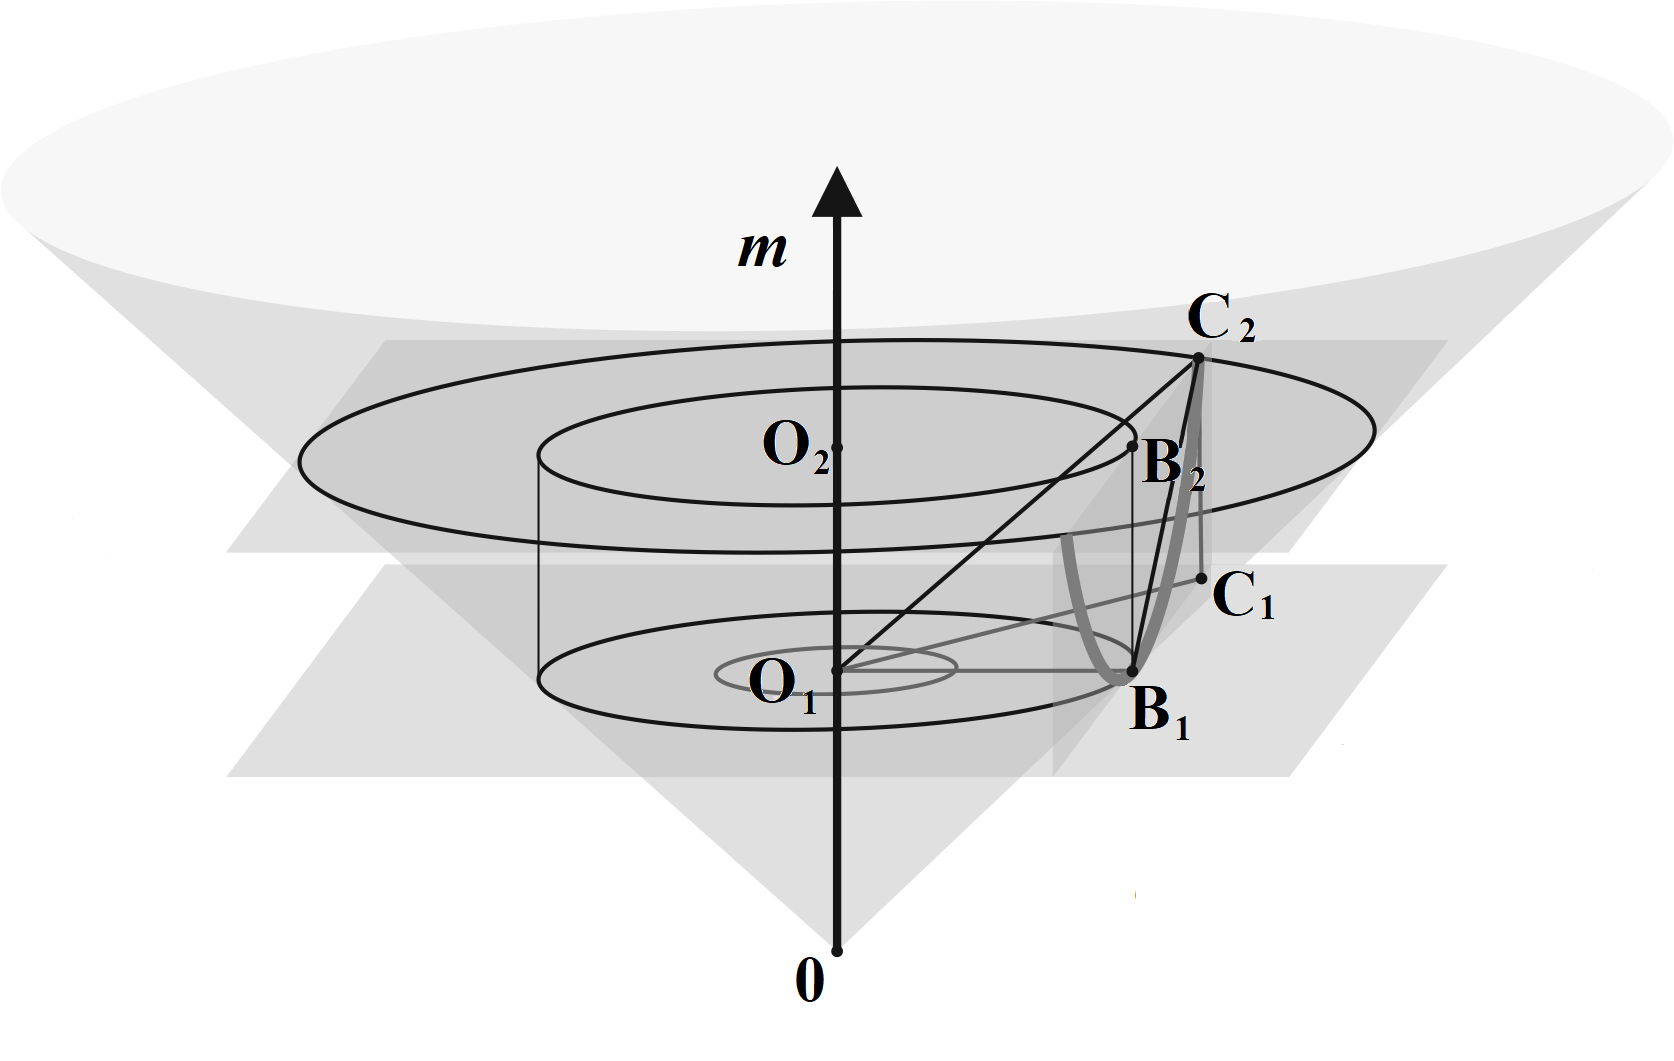 m
C₂
O₂
B₂
C₁
O₁
B₁
0